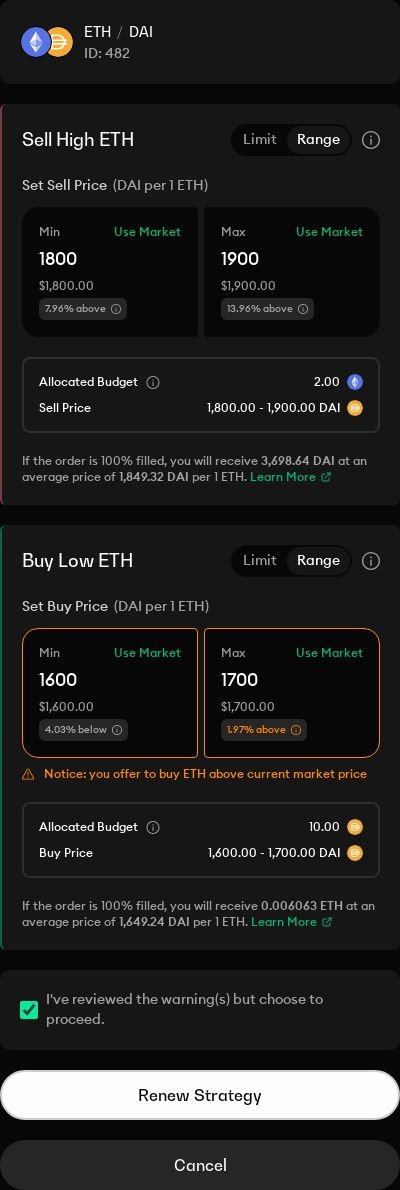 ETH / DAI
ID: 482
Sell High ETH
Limit Range
Set Sell Price (DAI per 1 ETH)
Min Use Market Max Use Market
1800 1900
$1,800.00 $1,900.00
7.96% above 13.96% above
Allocated Budget 2.00
Sell Price 1,800.00 - 1,900.00 DAI
If the order is 100% filled, you will receive 3,698.64 DAI at an
average price of 1,849.32 DAI per 1 ETH. Learn More
Buy Low ETH
Limit Range
Set Buy Price (DAI per 1 ETH)
Min Use Market Max Use Market
1600 1700
$1,600.00 $1,700.00
4.03% below 1.97% above
Notice: you offer to buy ETH above current market price
Allocated Budget 10.00
Buy Price 1,600.00 - 1,700.00 DAI
If the order is 100% filled, you will receive 0.006063 ETH at an
average price of 1,649.24 DAI per 1 ETH. Learn More
I've reviewed the warning(s) but choose to
proceed.
Renew Strategy
Cancel